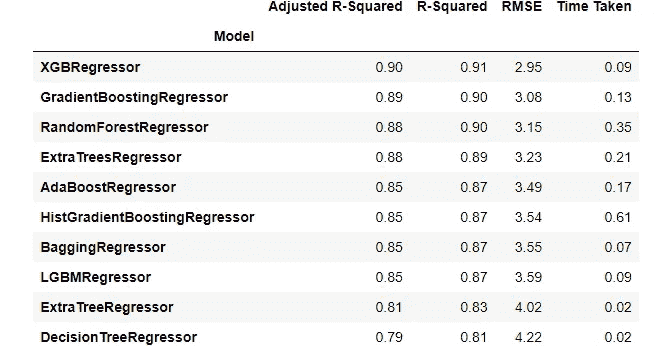 Adjusted R-Squared R-Squared RMSE Time Taken
Model
XGBRegressor 0.90 0.91 2.95 0.09
GradientBoostingRegressor 0.89 0.90 3.08 0.13
RandomForestRegressor 0.88 0.90 3.15 0.35
ExtraTreesRegressor 0.88 0.89 3.23 0.21
AdaBoostRegressor 0.85 0.87 3.49 0.17
HistGradientBoostingRegressor 0.85 0.87 3.54 0.61
BaggingRegressor 0.85 0.87 3.55 0.07
LGBMRegressor 0.85 0.87 3.59 0.09
ExtraTreeRegressor 0.81 0.83 4.02 0.02
DecisionTreeRegressor 0.79 0.81 4.22 0.02